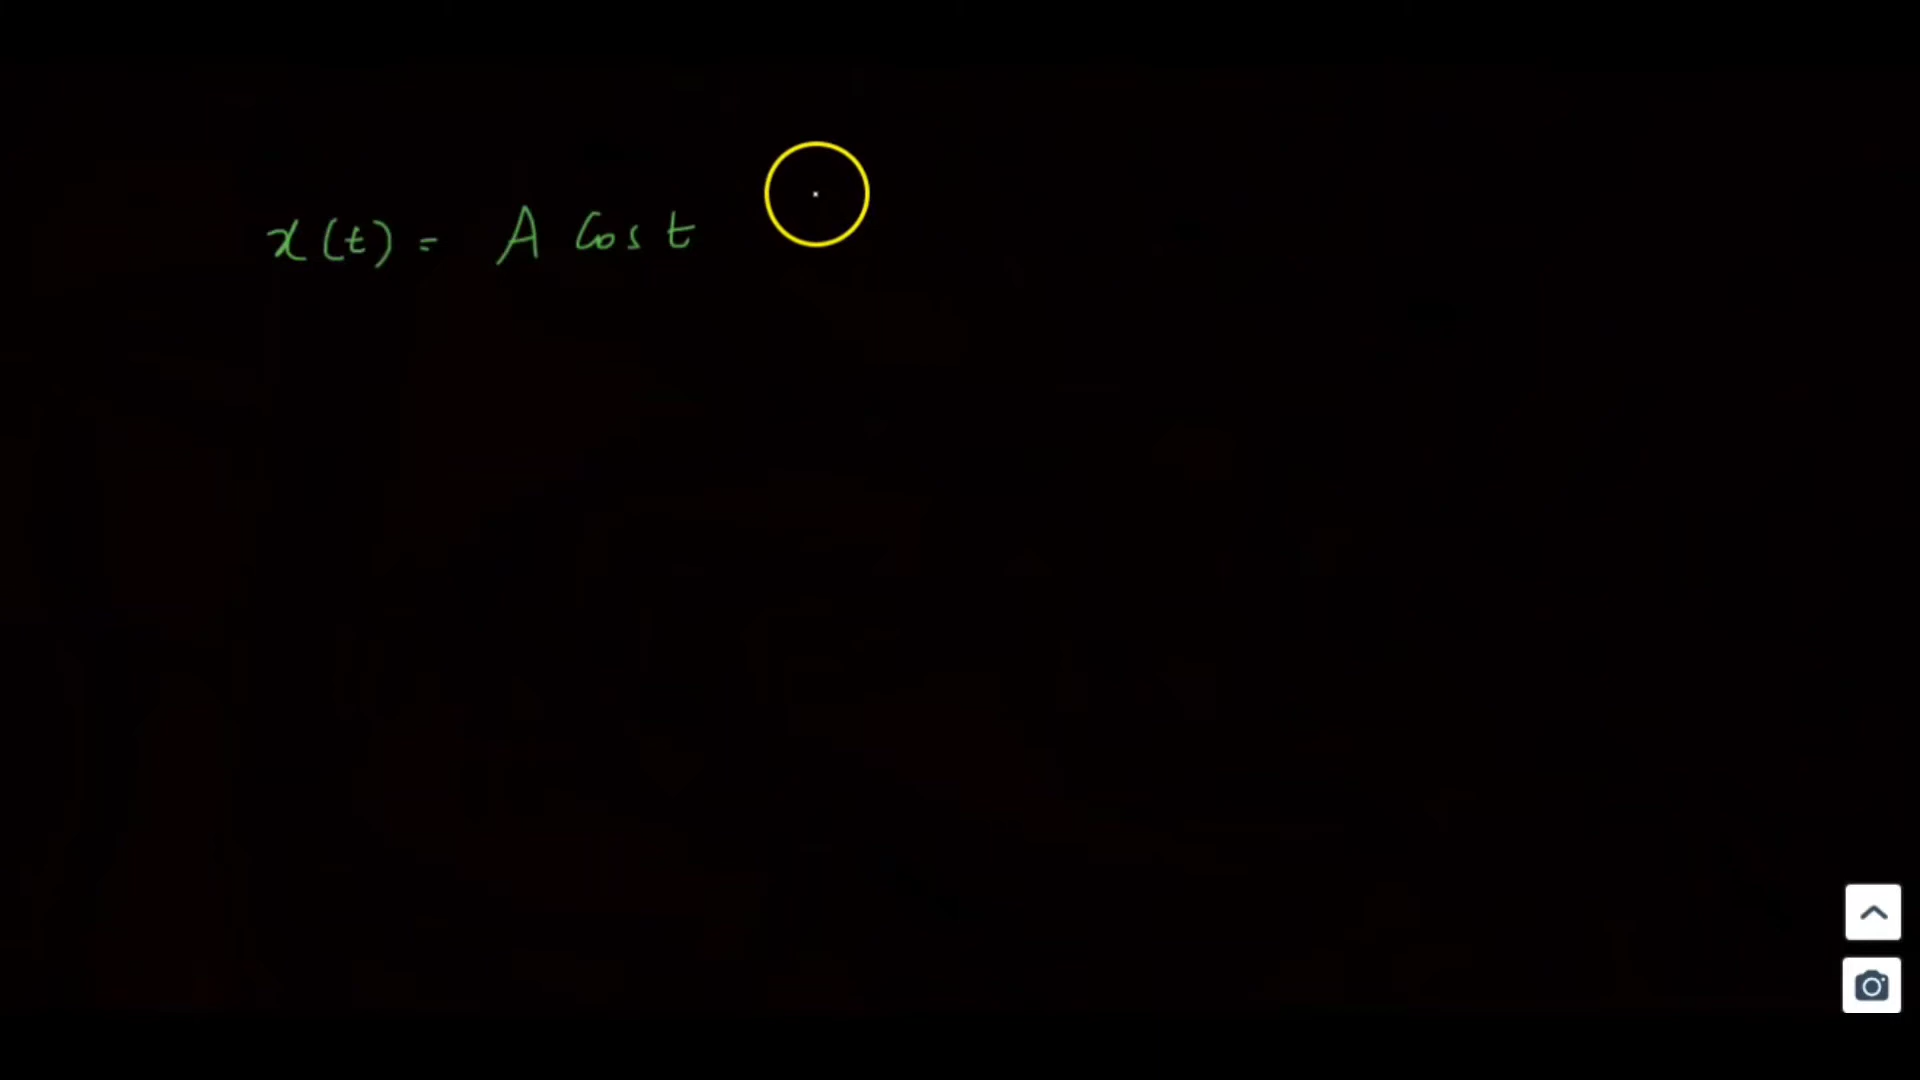 x(t) = A Cos t